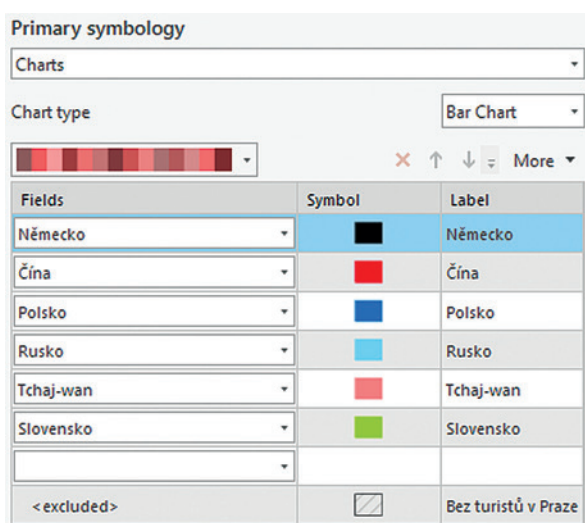 Primary symbology
Charts
Chart type Bar Chart
More
Fields Symbol Label
Německo Německo
Čína Čína
Polsko Polsko
Rusko Rusko
Tchaj-wan Tchaj-wan
Slovensko Slovensko
<excluded> Bez turistů v Praze